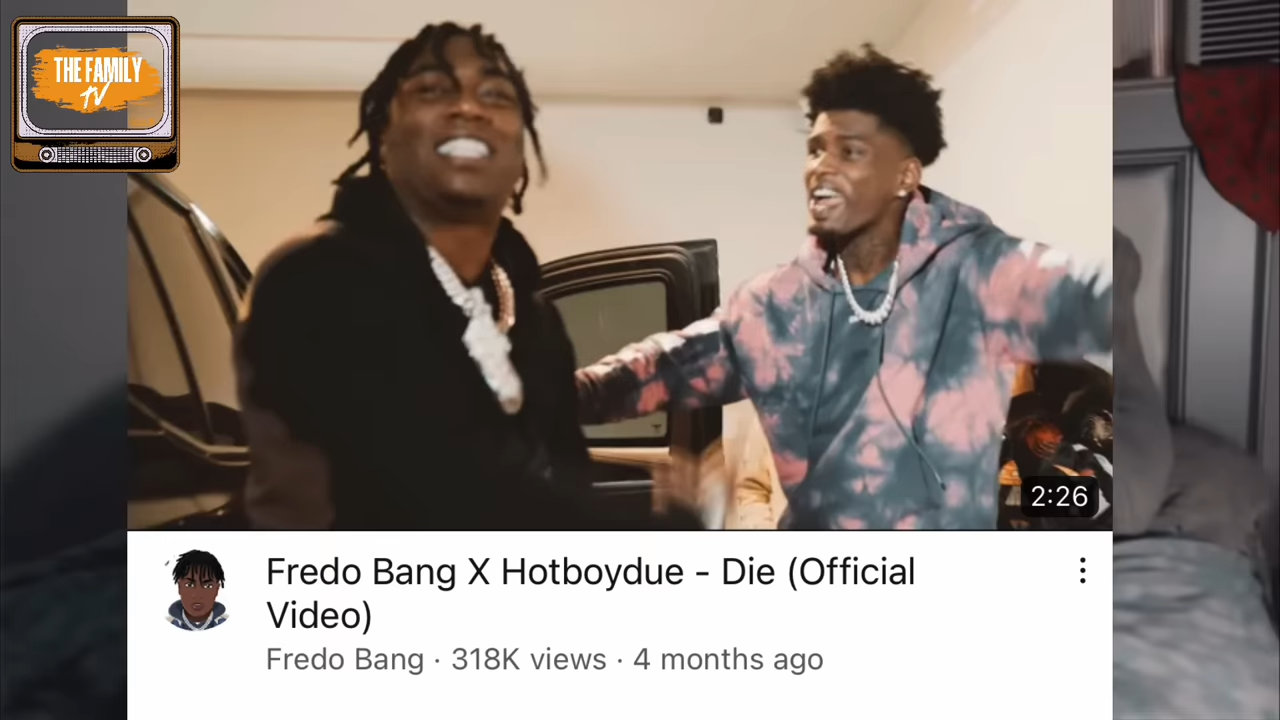 THE FAMILY
TV
2:26
Fredo Bang X Hotboydue - Die (Official
Video)
Fredo Bang · 318K views · 4 months ago